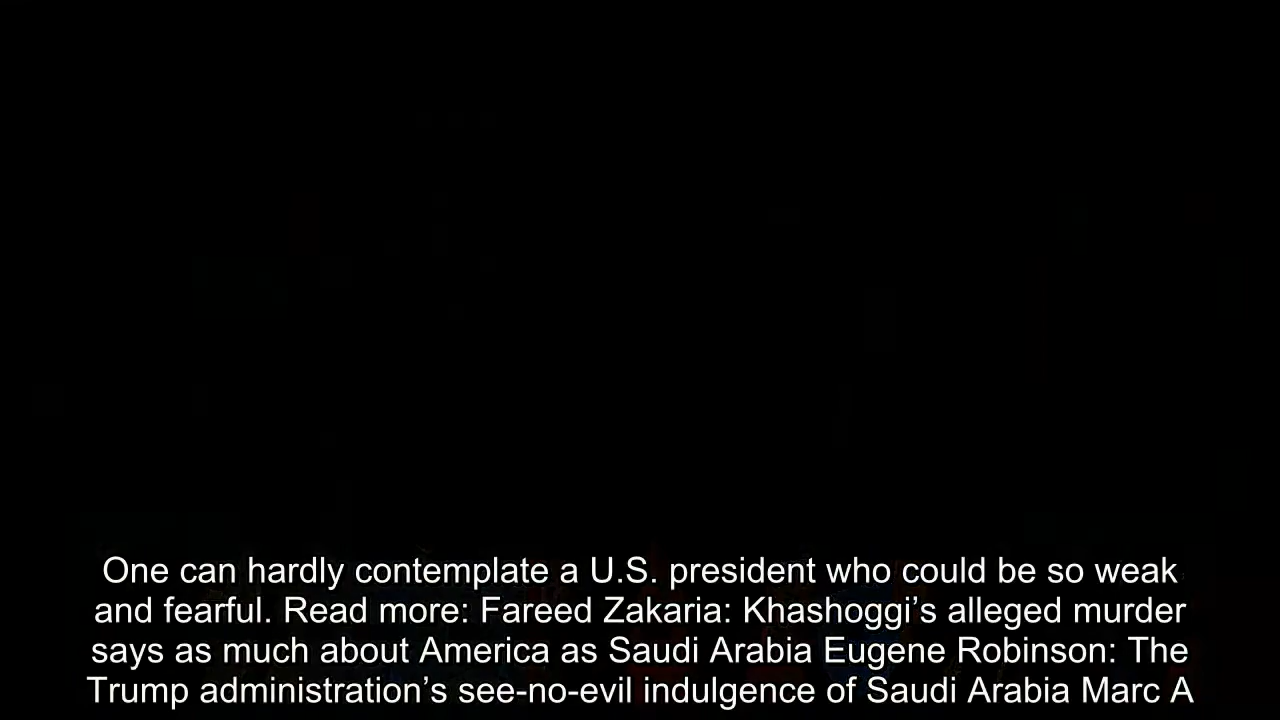 One can hardly contemplate a U.S. president who could be so weak
and fearful. Read more: Fareed Zakaria: Khashoggi’s alleged murder
says as much about America as Saudi Arabia Eugene Robinson: The
Trump administration’s see-no-evil indulgence of Saudi Arabia Marc A